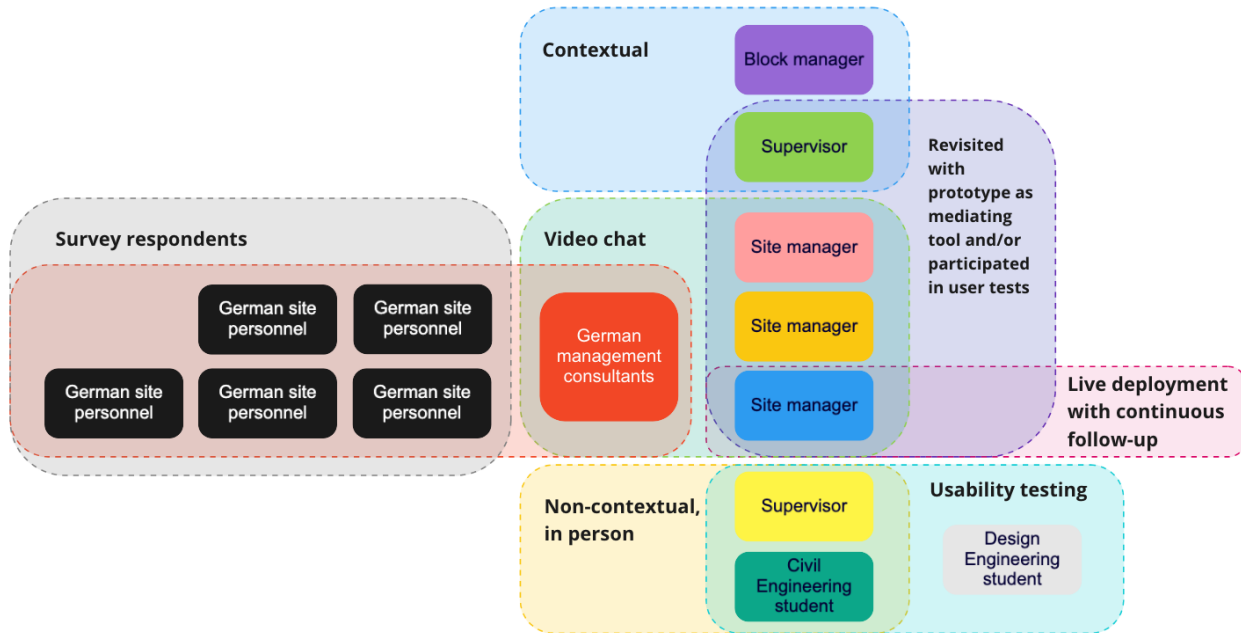 Contextual
Block manager
Supervisor
Revisited
with
prototype as
mediating
tool and/or
participated
in user tests
Survey respondents
Video chat
Site manager
German site
personnel
German site
personnel
German
management
consultants
Site manager
German site
personnel
German site
personnel
German site
personnel
Site manager
Live deployment
with continuous
follow-up
Non-contextual,
in person
Supervisor
Usability testing
Civil
Engineering
student
Design
Engineering
student